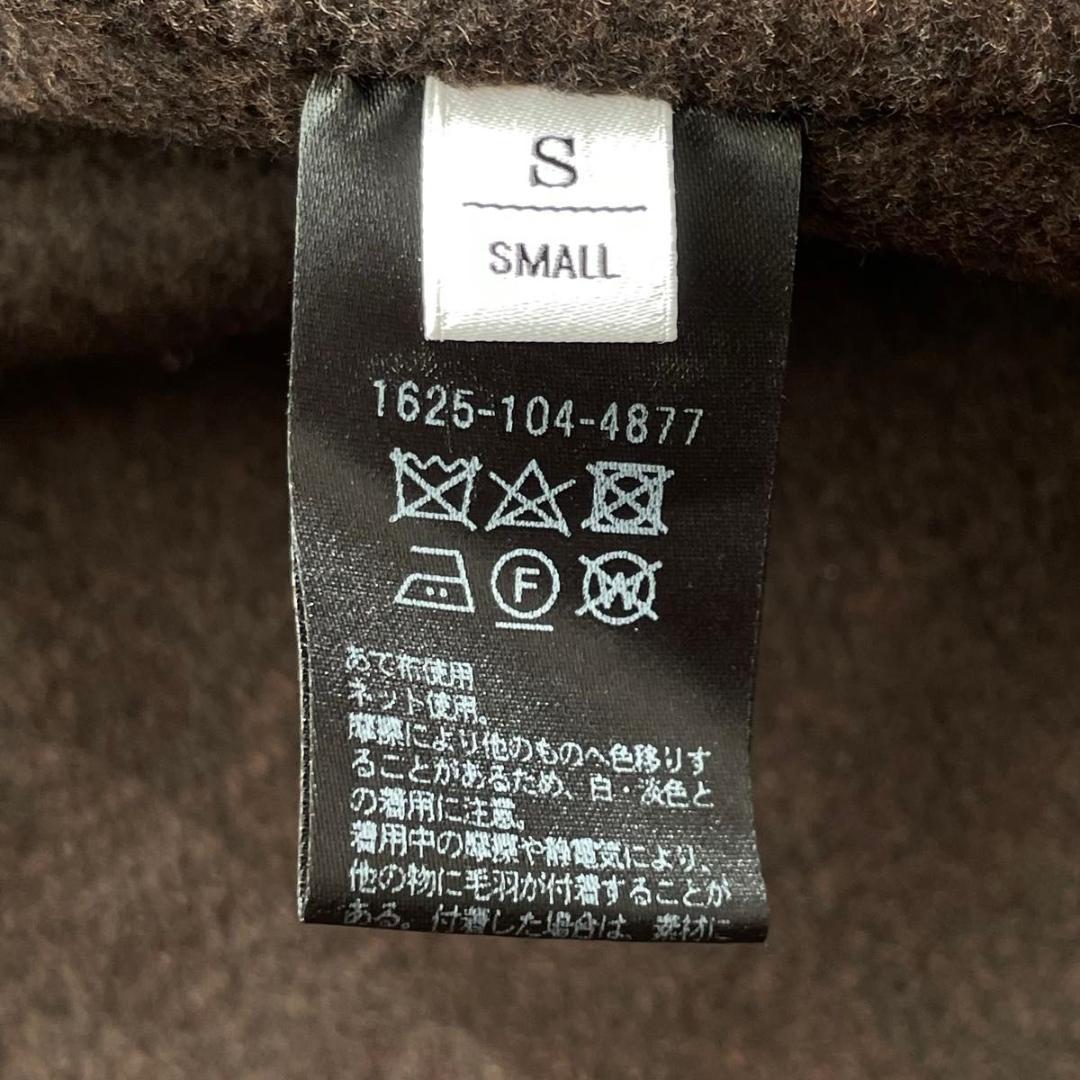 S
SMALL
1625-104-4877
F
W
あて布使用
ネット使用。
摩擦により他のものへ色移りす
ることがあるため、白・淡色と
の着用に注意。
着用中の摩擦や静電気により、
他の物に毛羽が付着することが
ある。付着した場合は、素材に